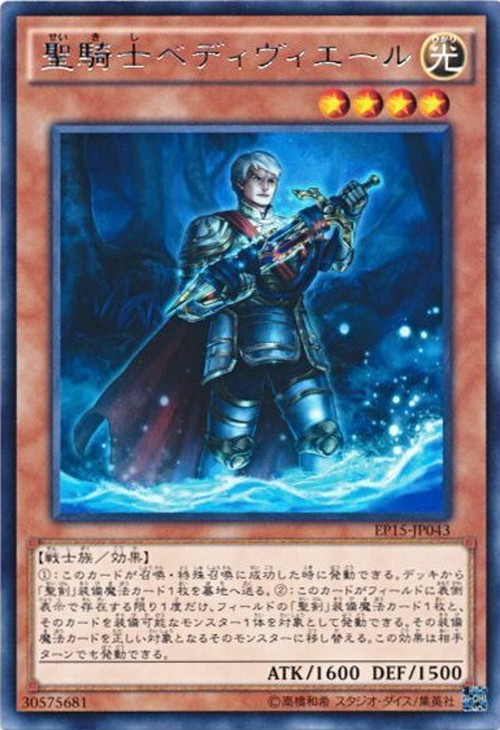 聖騎士ベディヴィエール
光
EP15-JP043
【戦士族／効果】
①：このカードが召喚・特殊召喚に成功した時に発動できる。デッキから
「聖剣」装備魔法カード1枚を墓地へ送る。②：このカードがフィールドに表側
表示で存在する限り1度だけ、フィールドの「聖剣」装備魔法カード1枚と、
そのカードを装備可能なモンスター1体を対象として発動できる。その装備
魔法カードを正しい対象となるそのモンスターに移し替える。この効果は相手
ターンでも発動できる。
ATK/1600 DEF/1500
30575681
©高橋和希 スタジオ・ダイス/集英社